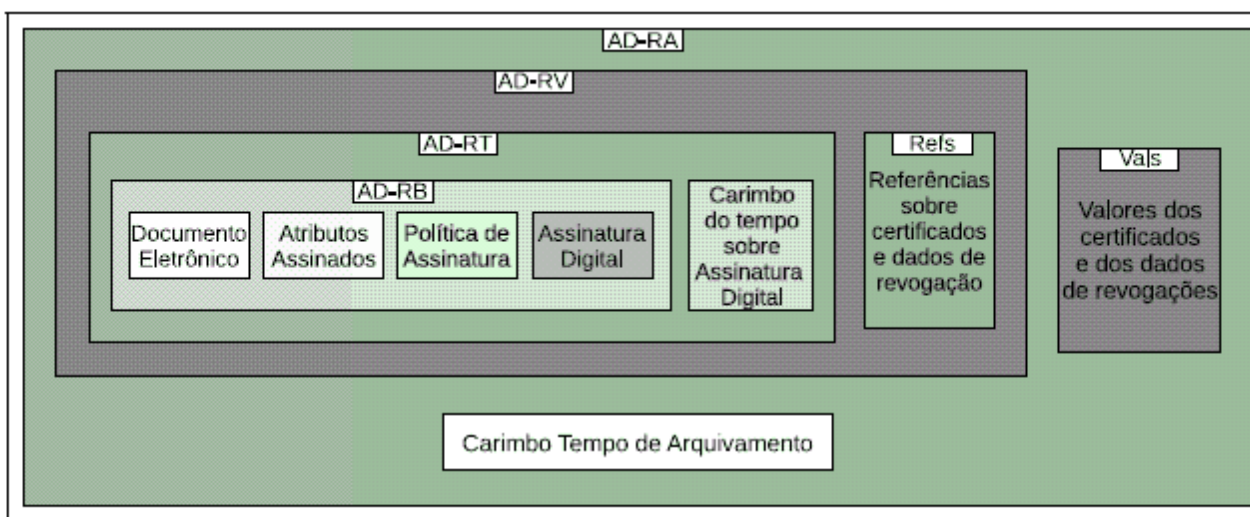 AD-RA
AD-RV
AD-RT
AD-RB
Documento
Eletrônico
Atributos
Assinados
Política de
Assinatura
Assinatura
Digital
Carimbo
do tempo
sobre
Assinatura
Digital
Refs
Referências
sobre
certificados
e dados de
revogação
Vals
Valores dos
certificados
e dos dados
de revogações
Carimbo Tempo de Arquivamento